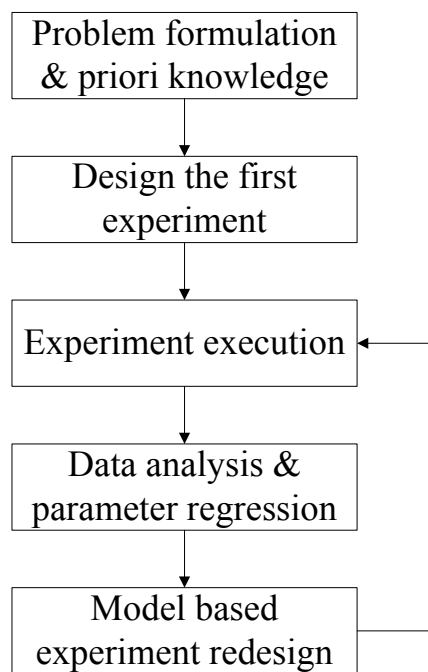 Problem formulation
& priori knowledge
Design the first
experiment
Experiment execution
Data analysis &
parameter regression
Model based
experiment redesign